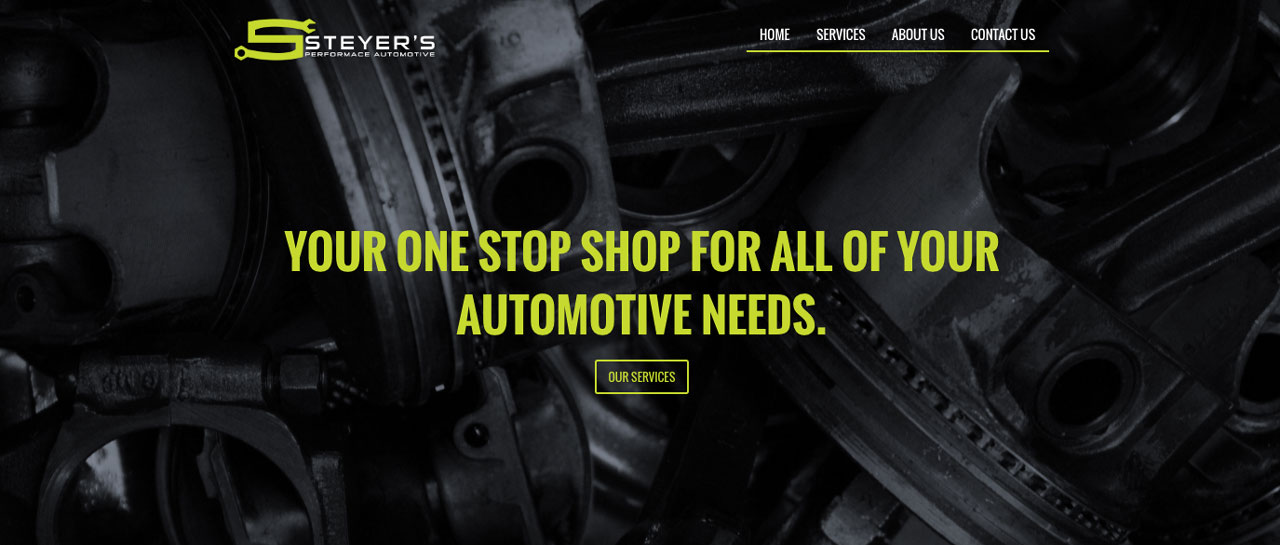 STEYER'S
PERFORMACE AUTOMOTIVE
HOME SERVICES ABOUT US CONTACT US
YOUR ONE STOP SHOP FOR ALL OF YOUR
AUTOMOTIVE NEEDS.
OUR SERVICES